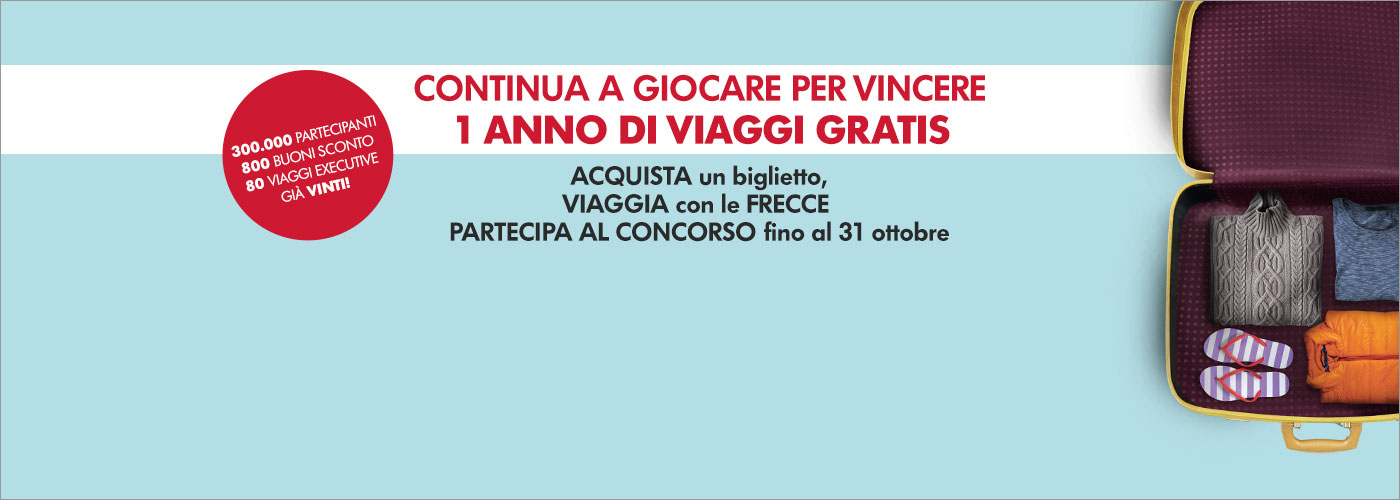 300.000 PARTECIPANTI
800 BUONI SCONTO
80 VIAGGI EXECUTIVE
GIÀ VINTI!
CONTINUA A GIOCARE PER VINCERE
1 ANNO DI VIAGGI GRATIS
ACQUISTA un biglietto,
VIAGGIA con le FRECCE
PARTECIPA AL CONCORSO fino al 31 ottobre